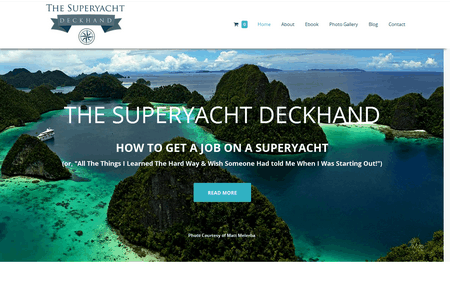 THE SUPERYACHT
DECKHAND
0
Home About Ebook Photo Gallery Blog Contact
THE SUPERYACHT DECKHAND
HOW TO GET A JOB ON A SUPERYACHT
(or, "All The Things I Learned The Hard Way & Wish Someone Had told Me When I Was Starting Out!")
READ MORE
Photo Courtesy of Marc